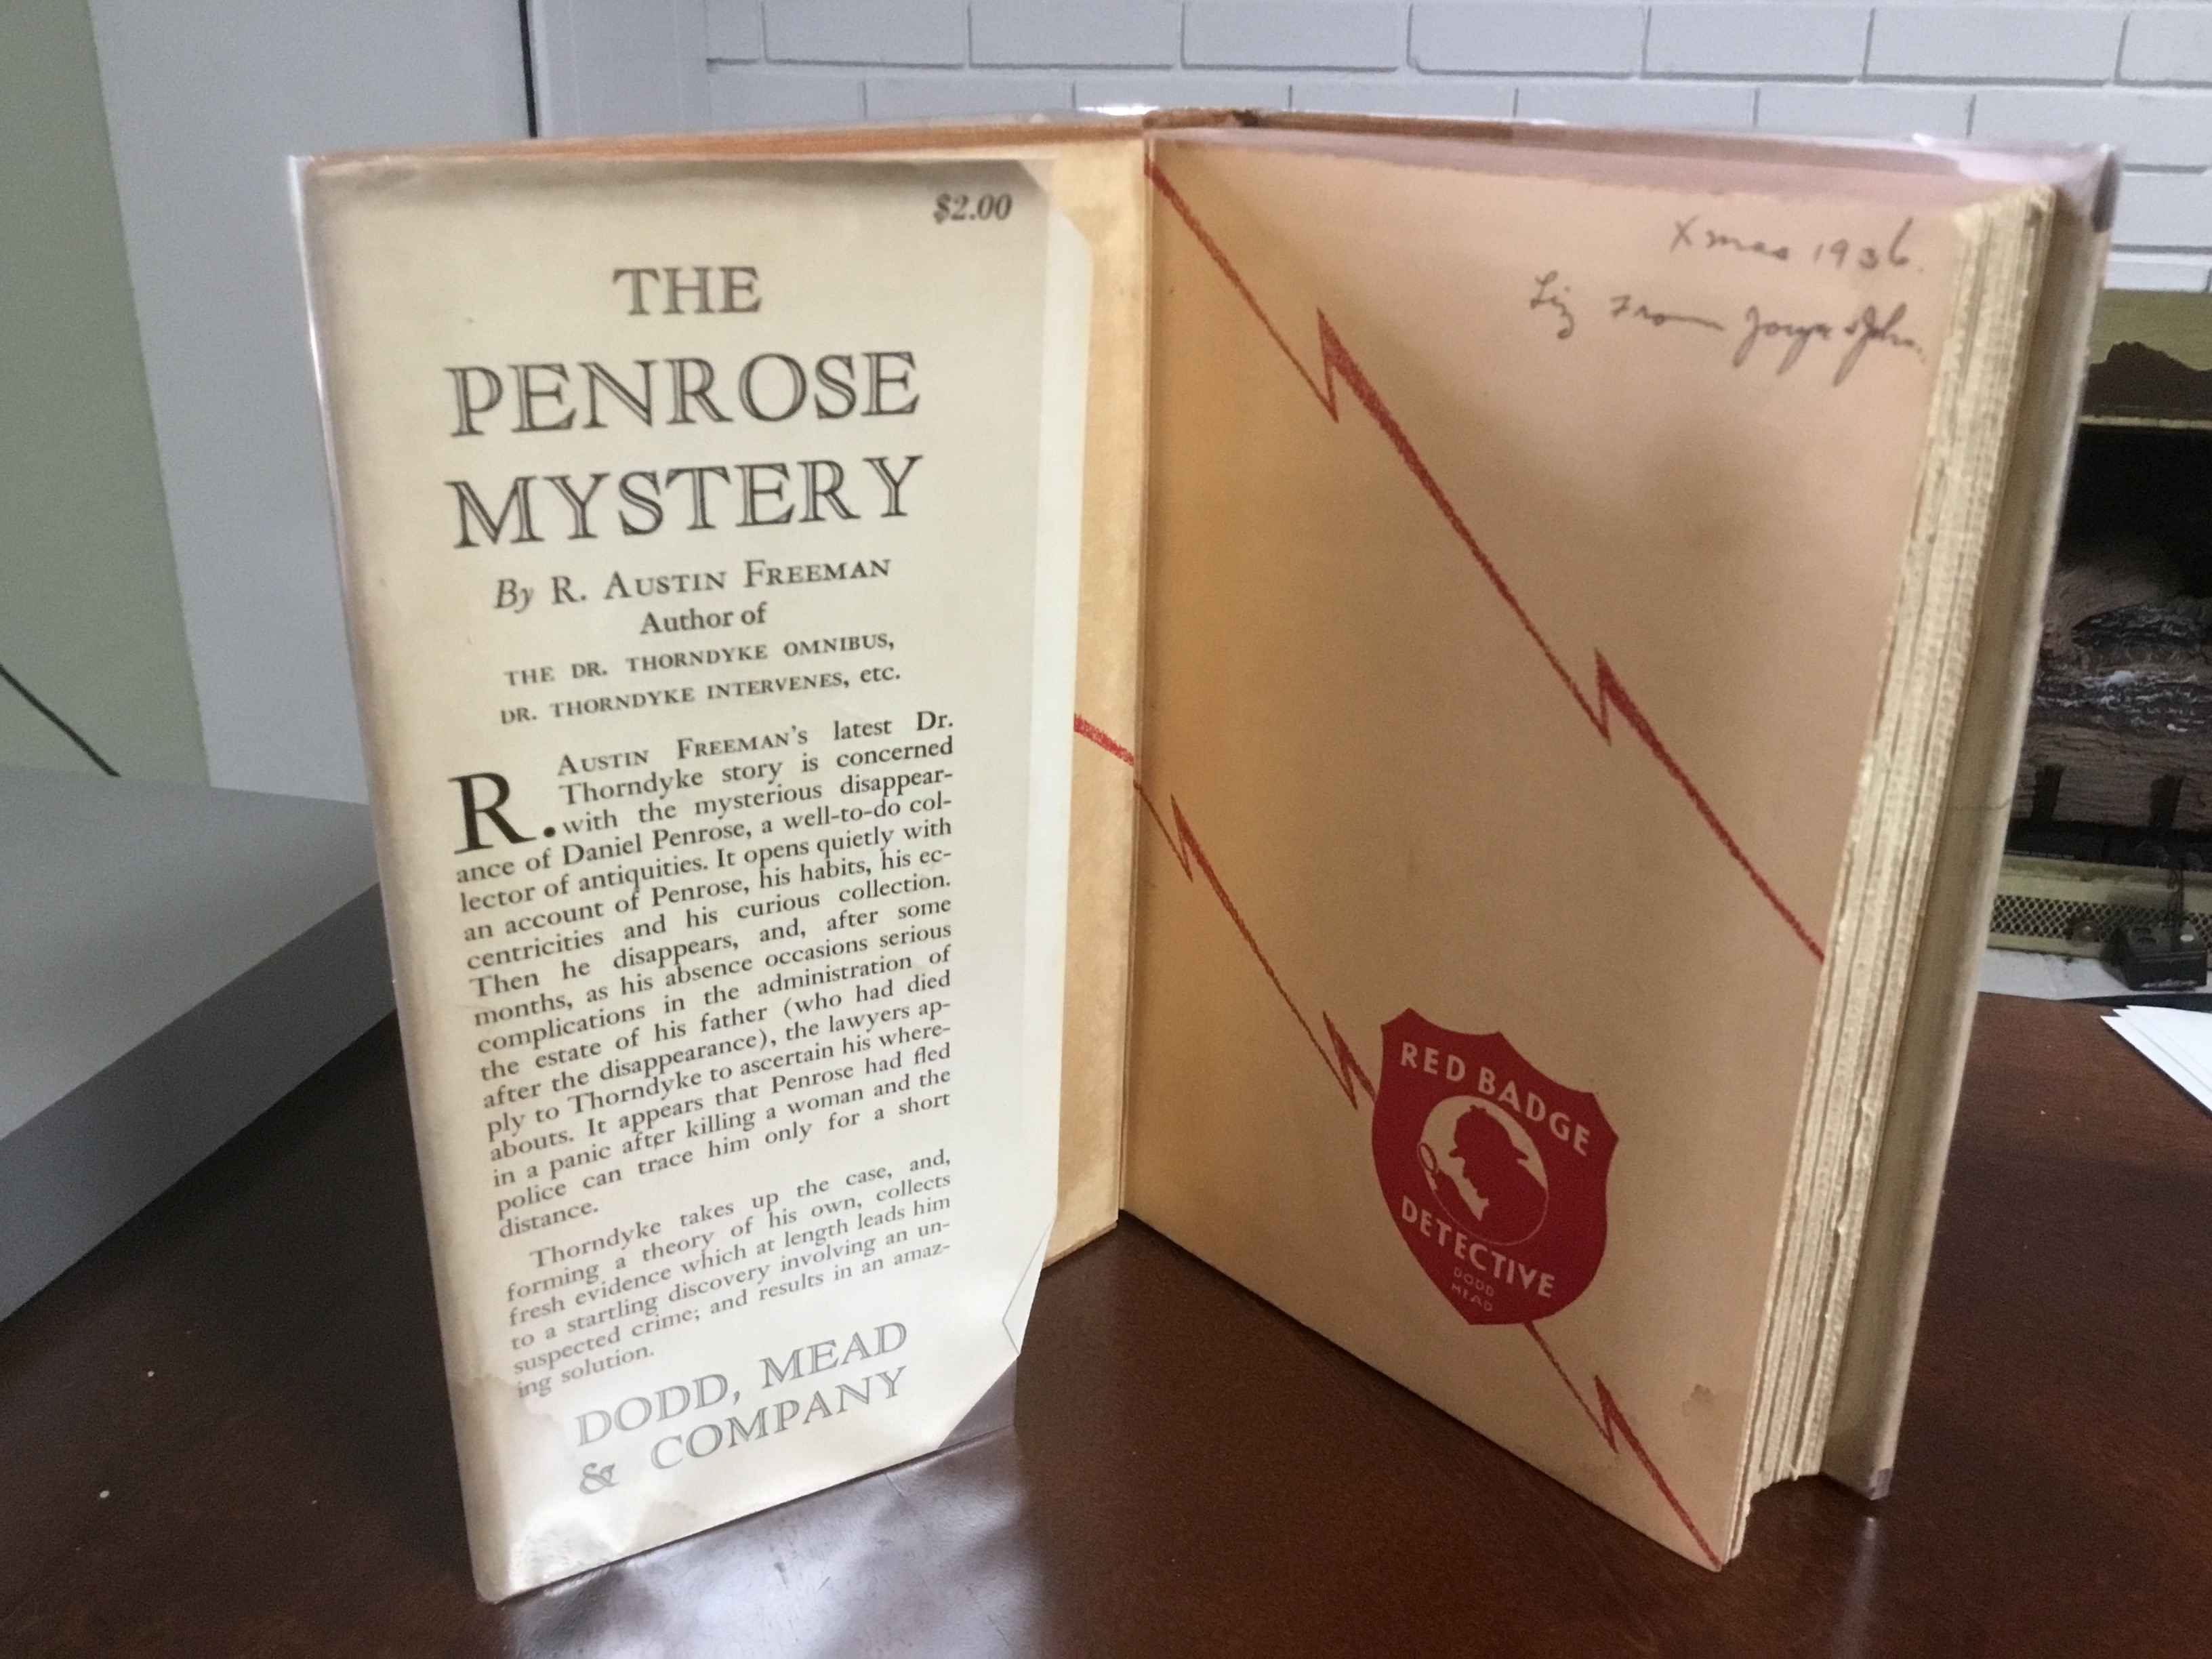 $2.00
THE
PENROSE
MYSTERY
By R. AUSTIN FREEMAN
Author of
THE DR. THORNDYKE OMNIBUS,
DR. THORNDYKE INTERVENES, etc.
R. AUSTIN FREEMAN'S latest Dr.
Thorndyke story is concerned
with the mysterious disappear-
ance of Daniel Penrose, a well-to-do col-
lector of antiquities. It opens quietly with
an account of Penrose, his habits, his ec-
centricities and his curious collection.
Then he disappears, and, after some
months, as his absence occasions serious
complications in the administration of
the estate of his father (who had died
after the disappearance), the lawyers ap-
ply to Thorndyke to ascertain his where-
abouts. It appears that Penrose had fled
in a panic after killing a woman and the
police can trace him only for a short
distance.
Thorndyke takes up the case, and,
forming a theory of his own, collects
fresh evidence which at length leads him
to a startling discovery involving an un-
suspected crime; and results in an amaz-
ing solution.
DODD, MEAD
& COMPANY
Xmas 1936.
Liz From John.
RED BADGE
DETECTIVE
DODD
MEAD